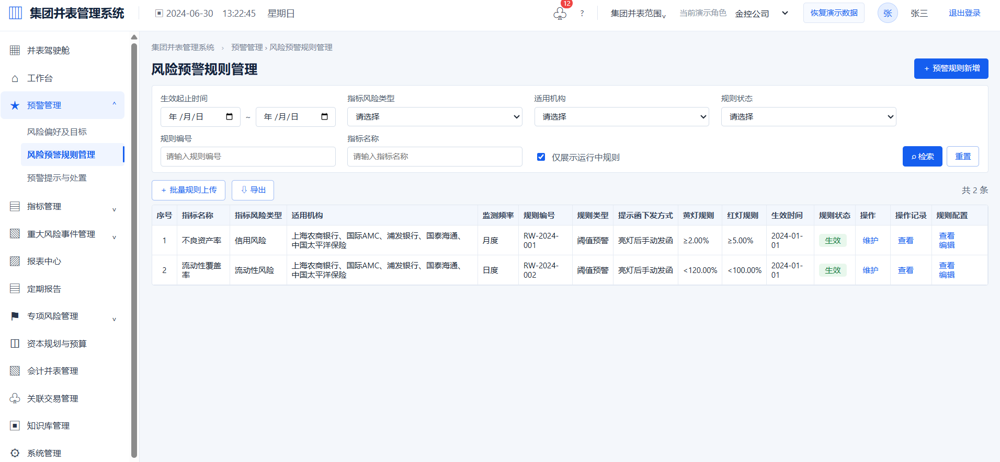 集团并表管理系统
2024-06-30 13:22:45 星期日
12
?
集团并表范围
当前演示角色 金控公司
恢复演示数据
张 张三
退出登录
并表驾驶舱
工作台
预警管理
风险偏好及目标
风险预警规则管理
预警提示与处置
指标管理
重大风险事件管理
报表中心
定期报告
专项风险管理
资本规划与预算
会计并表管理
关联交易管理
知识库管理
系统管理
集团并表管理系统 › 预警管理 › 风险预警规则管理
风险预警规则管理
+ 预警规则新增
生效起止时间 指标风险类型 适用机构 规则状态
年 /月/日 ~ 年 /月/日 请选择 请选择 请选择
规则编号 指标名称
请输入规则编号 请输入指标名称 仅展示运行中规则 检索 重置
+ 批量规则上传 导出 共 2 条
序号 指标名称 指标风险类型 适用机构 监测频率 规则编号 规则类型 提示函下发方式 黄灯规则 红灯规则 生效时间 规则状态 操作 操作记录 规则配置
1 不良资产率 信用风险 上海农商银行、国际AMC、浦发银行、国泰海通、中国太平洋保险 月度 RW-2024-001 阈值预警 亮灯后手动发函 ≥2.00% ≥5.00% 2024-01-01 生效 维护 查看 查看 编辑
2 流动性覆盖率 流动性风险 上海农商银行、国际AMC、浦发银行、国泰海通、中国太平洋保险 日度 RW-2024-002 阈值预警 亮灯后手动发函 <120.00% <100.00% 2024-01-01 生效 维护 查看 查看 编辑